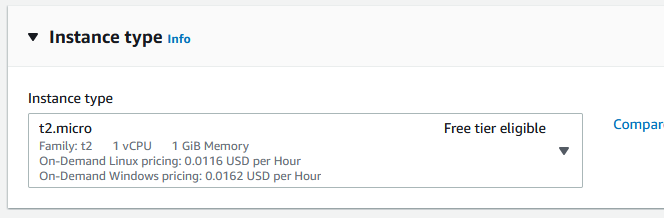 Instance type Info
Instance type
t2.micro Free tier eligible
Family: t2 1 vCPU 1 GiB Memory
On-Demand Linux pricing: 0.0116 USD per Hour
On-Demand Windows pricing: 0.0162 USD per Hour
Compar